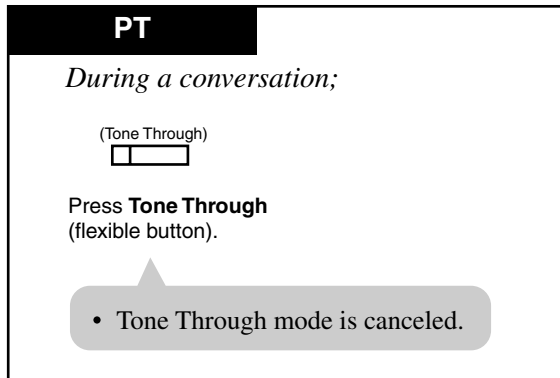 PT
During a conversation;
(Tone Through)
Press Tone Through
(flexible button).
• Tone Through mode is canceled.